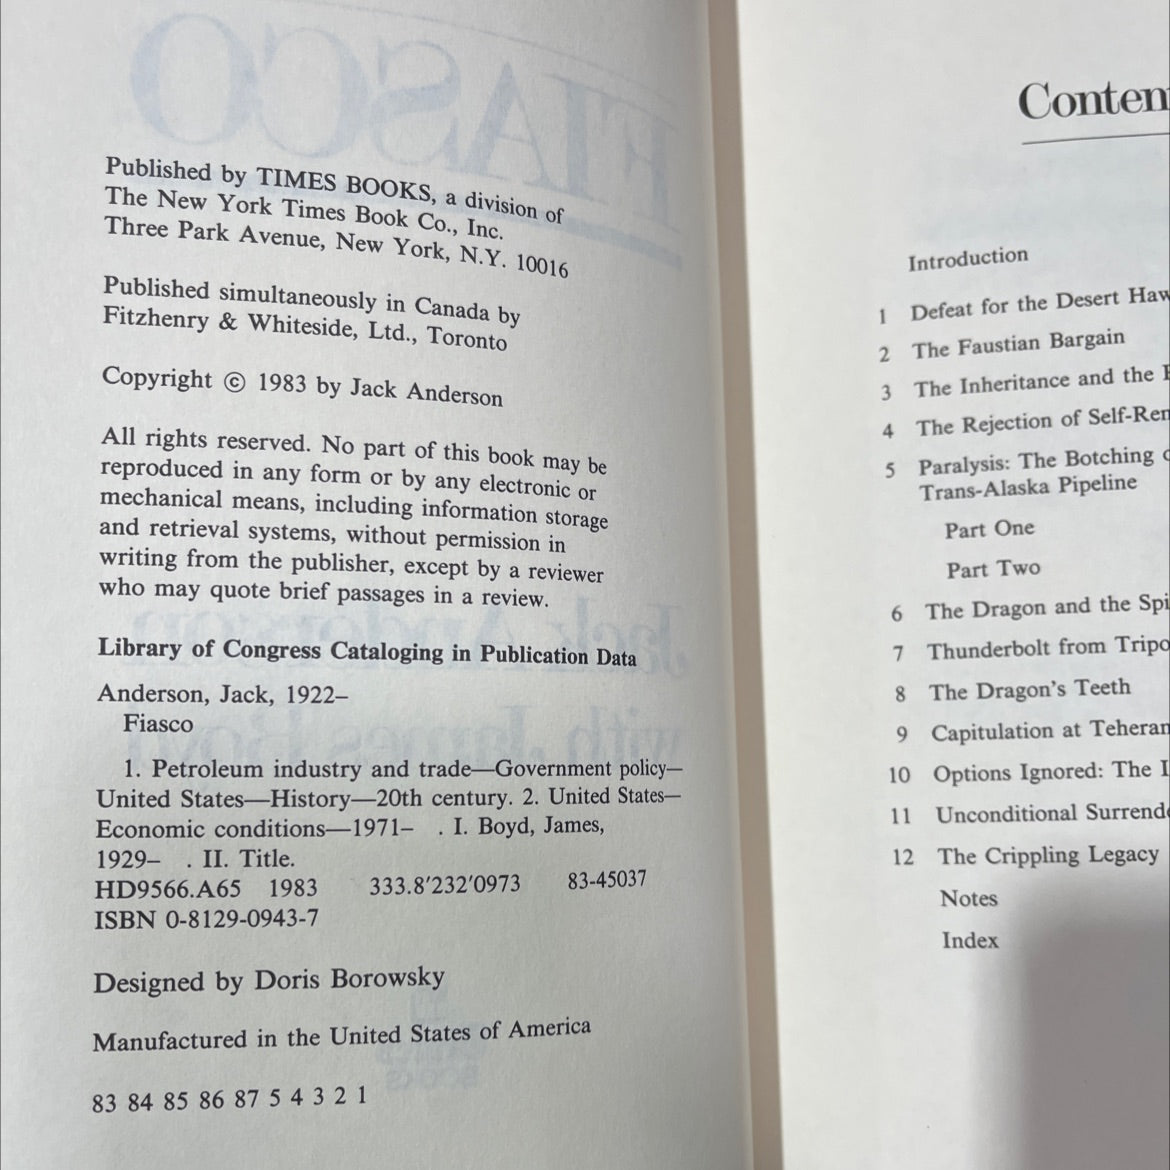 Published by TIMES BOOKS, a division of
The New York Times Book Co., Inc.
Three Park Avenue, New York, N.Y. 10016
Published simultaneously in Canada by
Fitzhenry & Whiteside, Ltd., Toronto
Copyright © 1983 by Jack Anderson
All rights reserved. No part of this book may be
reproduced in any form or by any electronic or
mechanical means, including information storage
and retrieval systems, without permission in
writing from the publisher, except by a reviewer
who may quote brief passages in a review.
Library of Congress Cataloging in Publication Data
Anderson, Jack, 1922–
Fiasco
1. Petroleum industry and trade—Government policy—
United States—History—20th century. 2. United States—
Economic conditions—1971– . I. Boyd, James,
1929– . II. Title.
HD9566.A65 1983 333.8′232′0973 83-45037
ISBN 0-8129-0943-7
Designed by Doris Borowsky
Manufactured in the United States of America
83 84 85 86 87 5 4 3 2 1
Conten
Introduction
1 Defeat for the Desert Haw
2 The Faustian Bargain
3 The Inheritance and the
4 The Rejection of Self-Ren
5 Paralysis: The Botching
Trans-Alaska Pipeline
Part One
Part Two
6 The Dragon and the Spi
7 Thunderbolt from Tripo
8 The Dragon's Teeth
9 Capitulation at Teheran
10 Options Ignored: The
11 Unconditional Surrende
12 The Crippling Legacy
Notes
Index